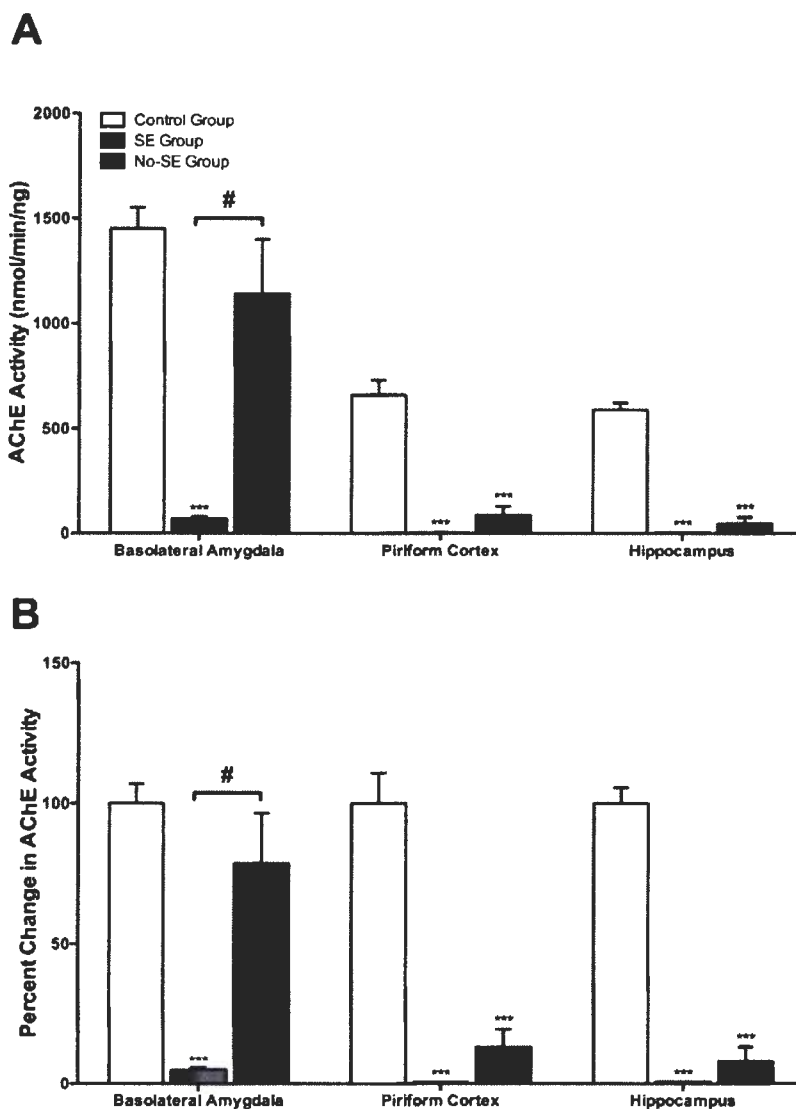 A
2000
Control Group
SE Group
No-SE Group
#
1500
1000
500
0
AChE Activity (nmol/min/ng)
***
***
***
***
***
Basolateral Amygdala
Piriform Cortex
Hippocampus
B
150
#
100
50
0
Percent Change in AChE Activity
***
***
***
***
***
Basolateral Amygdala
Piriform Cortex
Hippocampus